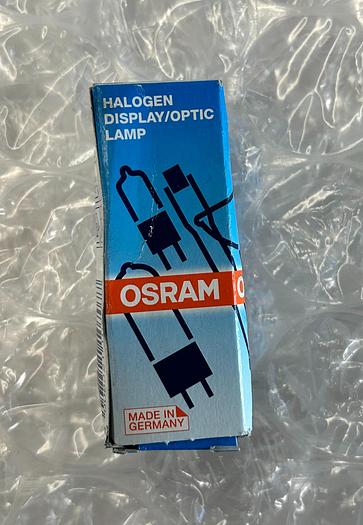 HALOGEN
DISPLAY/OPTIC
LAMP
OSRAM
MADE IN
GERMANY